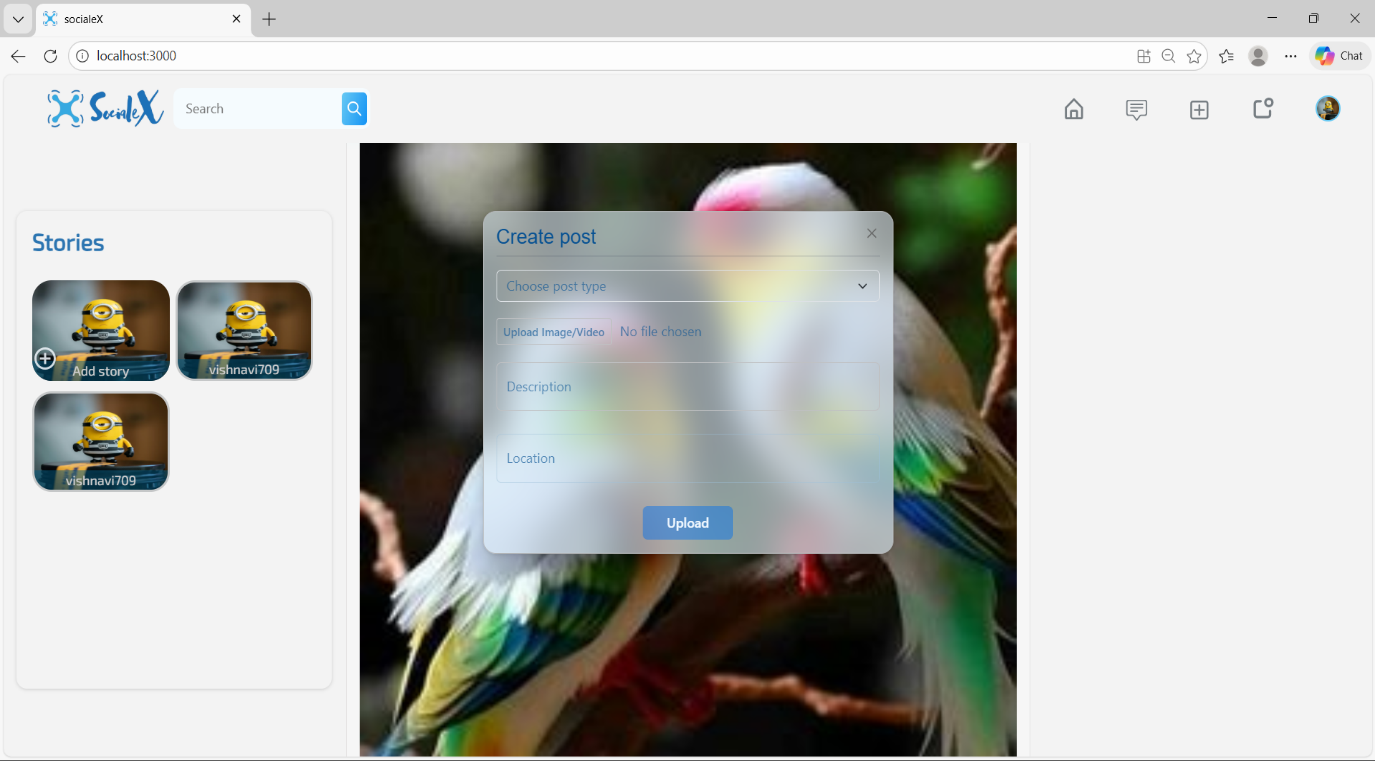 socialeX
localhost:3000
Chat
SocialeX
Search
Create post
Stories
Choose post type
Upload Image/Video No file chosen
Add story
vishnavi709
Description
vishnavi709
Location
Upload